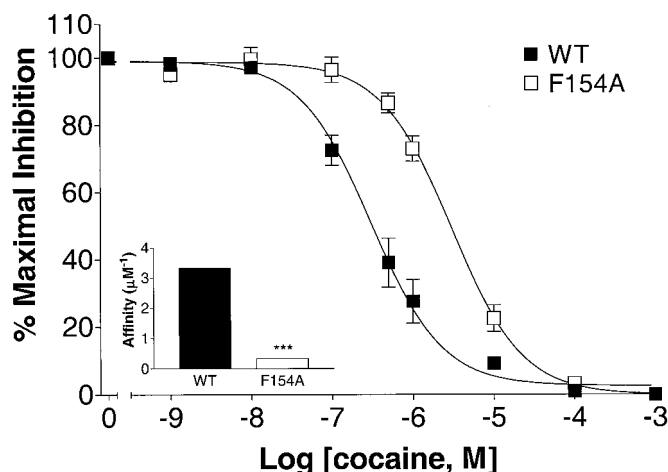 110
100
80
60
40
20
0
% Maximal Inhibition
WT
F154A
4
3
2
1
0
Affinity (μM⁻¹)
***
WT
F154A
0 -9 -8 -7 -6 -5 -4 -3
Log [cocaine, M]